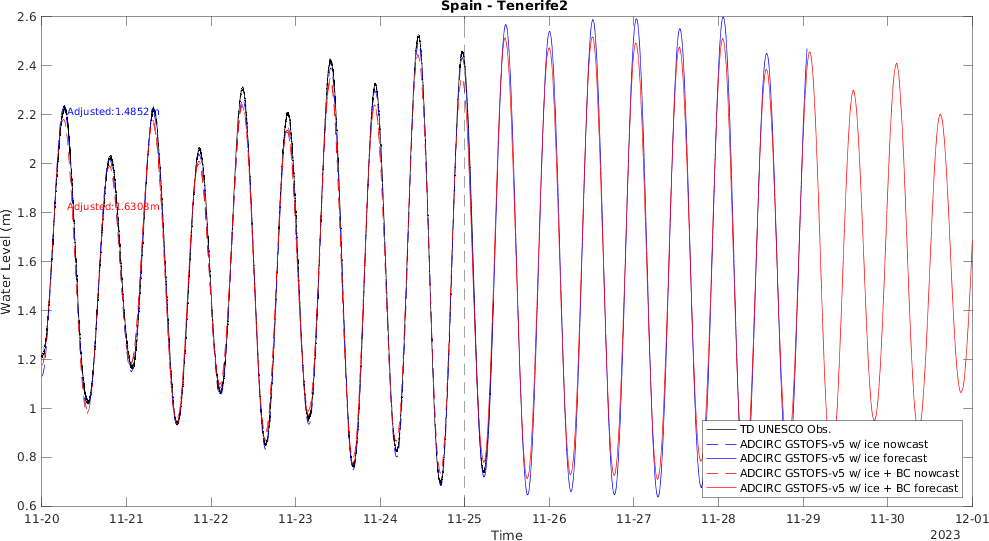 Spain - Tenerife2
2.6
2.4
2.2
2
1.8
1.6
1.4
1.2
1
0.8
0.6
Water Level (m)
Adjusted:1.4852m
Adjusted:1.6303m
TD UNESCO Obs.
ADCIRC GSTOFS-v5 w/ ice nowcast
ADCIRC GSTOFS-v5 w/ ice forecast
ADCIRC GSTOFS-v5 w/ ice + BC nowcast
ADCIRC GSTOFS-v5 w/ ice + BC forecast
11-20 11-21 11-22 11-23 11-24 11-25 11-26 11-27 11-28 11-29 11-30 12-01
Time
2023